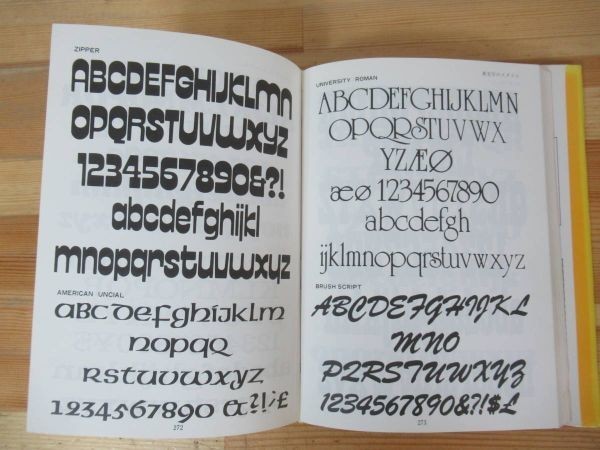 ZIPPER
ABCDEFGHIJKLMN
OPQRSTUVWXYZ
1234567890&?!
abcdefghijkl
mnopqrstuvwxyz
AMERICAN UNCIAL
abcdefghijklm
nopqr
rstuvwxyz
1234567890 &?!/£
272
UNIVERSITY ROMAN
ABCDEFGHIJKLMN
OPQRSTUVWX
YZÆØ
æø 1234567890
abcdefgh
ijklmnopqrstuvwxyz
BRUSH SCRIPT
ABCDEFGHIJKL
MNO
PQRSTUVWXYZ
1234567890&?!$£
273